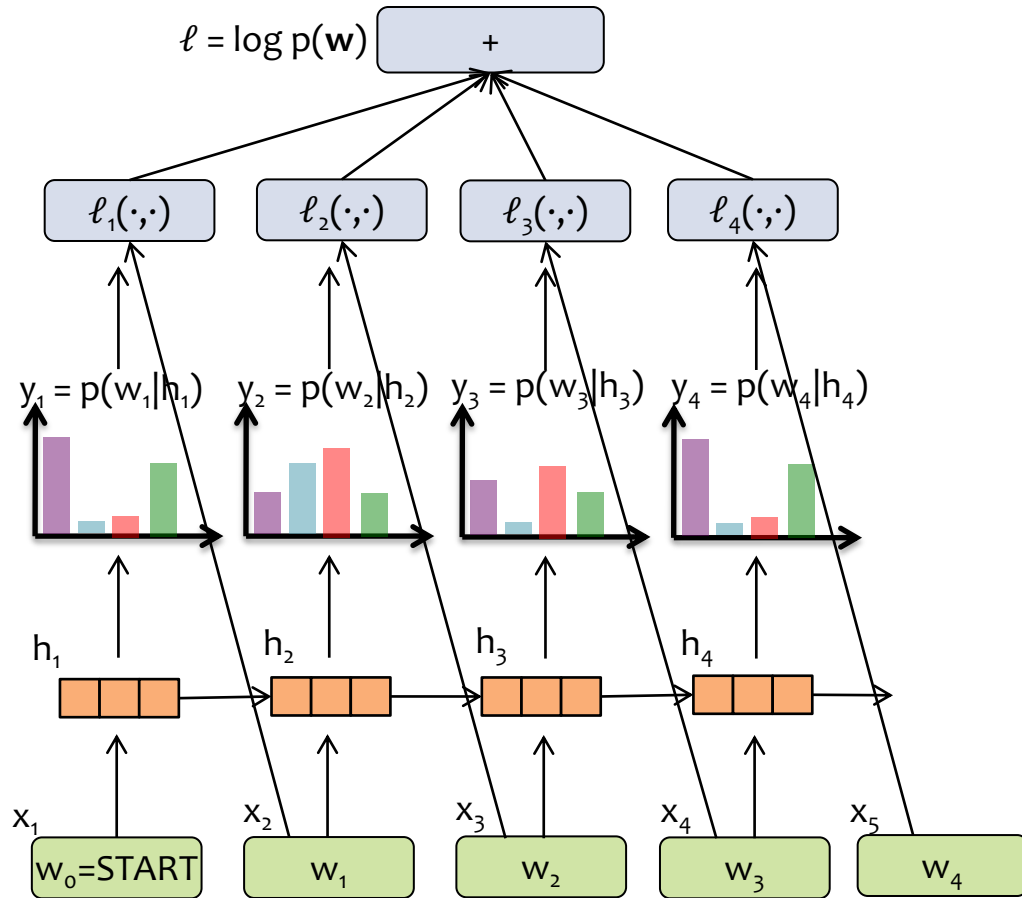 ℓ = log p(w) +
ℓ₁(·,·) ℓ₂(·,·) ℓ₃(·,·) ℓ₄(·,·)
y₁ = p(w₁|h₁) y₂ = p(w₂|h₂) y₃ = p(w₃|h₃) y₄ = p(w₄|h₄)
h₁ h₂ h₃ h₄
x₁ x₂ x₃ x₄ x₅
w₀=START w₁ w₂ w₃ w₄